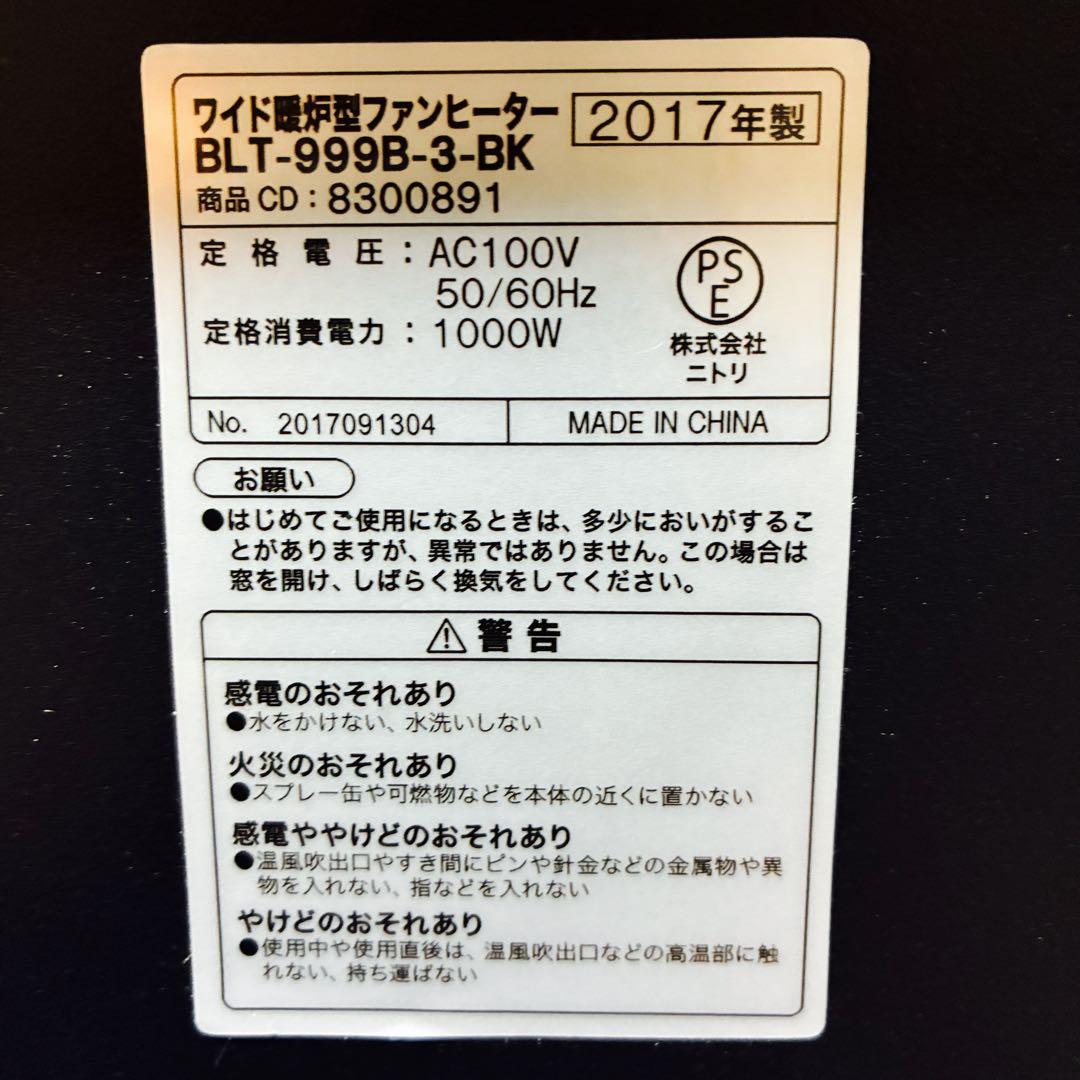 ワイド暖炉型ファンヒーター 2017年製
BLT-999B-3-BK
商品CD：8300891
定格電圧：AC100V
50/60Hz
定格消費電力：1000W
PSE
株式会社
ニトリ
No. 2017091304 MADE IN CHINA
お願い
●はじめてご使用になるときは、多少においがするこ
とがありますが、異常ではありません。この場合は
窓を開け、しばらく換気をしてください。
⚠警告
感電のおそれあり
●水をかけない、水洗いしない
火災のおそれあり
●スプレー缶や可燃物などを本体の近くに置かない
感電ややけどのおそれあり
●温風吹出口やすき間にピンや針金などの金属物や異
物を入れない、指などを入れない
やけどのおそれあり
●使用中や使用直後は、温風吹出口などの高温部に触
れない、持ち運ばない